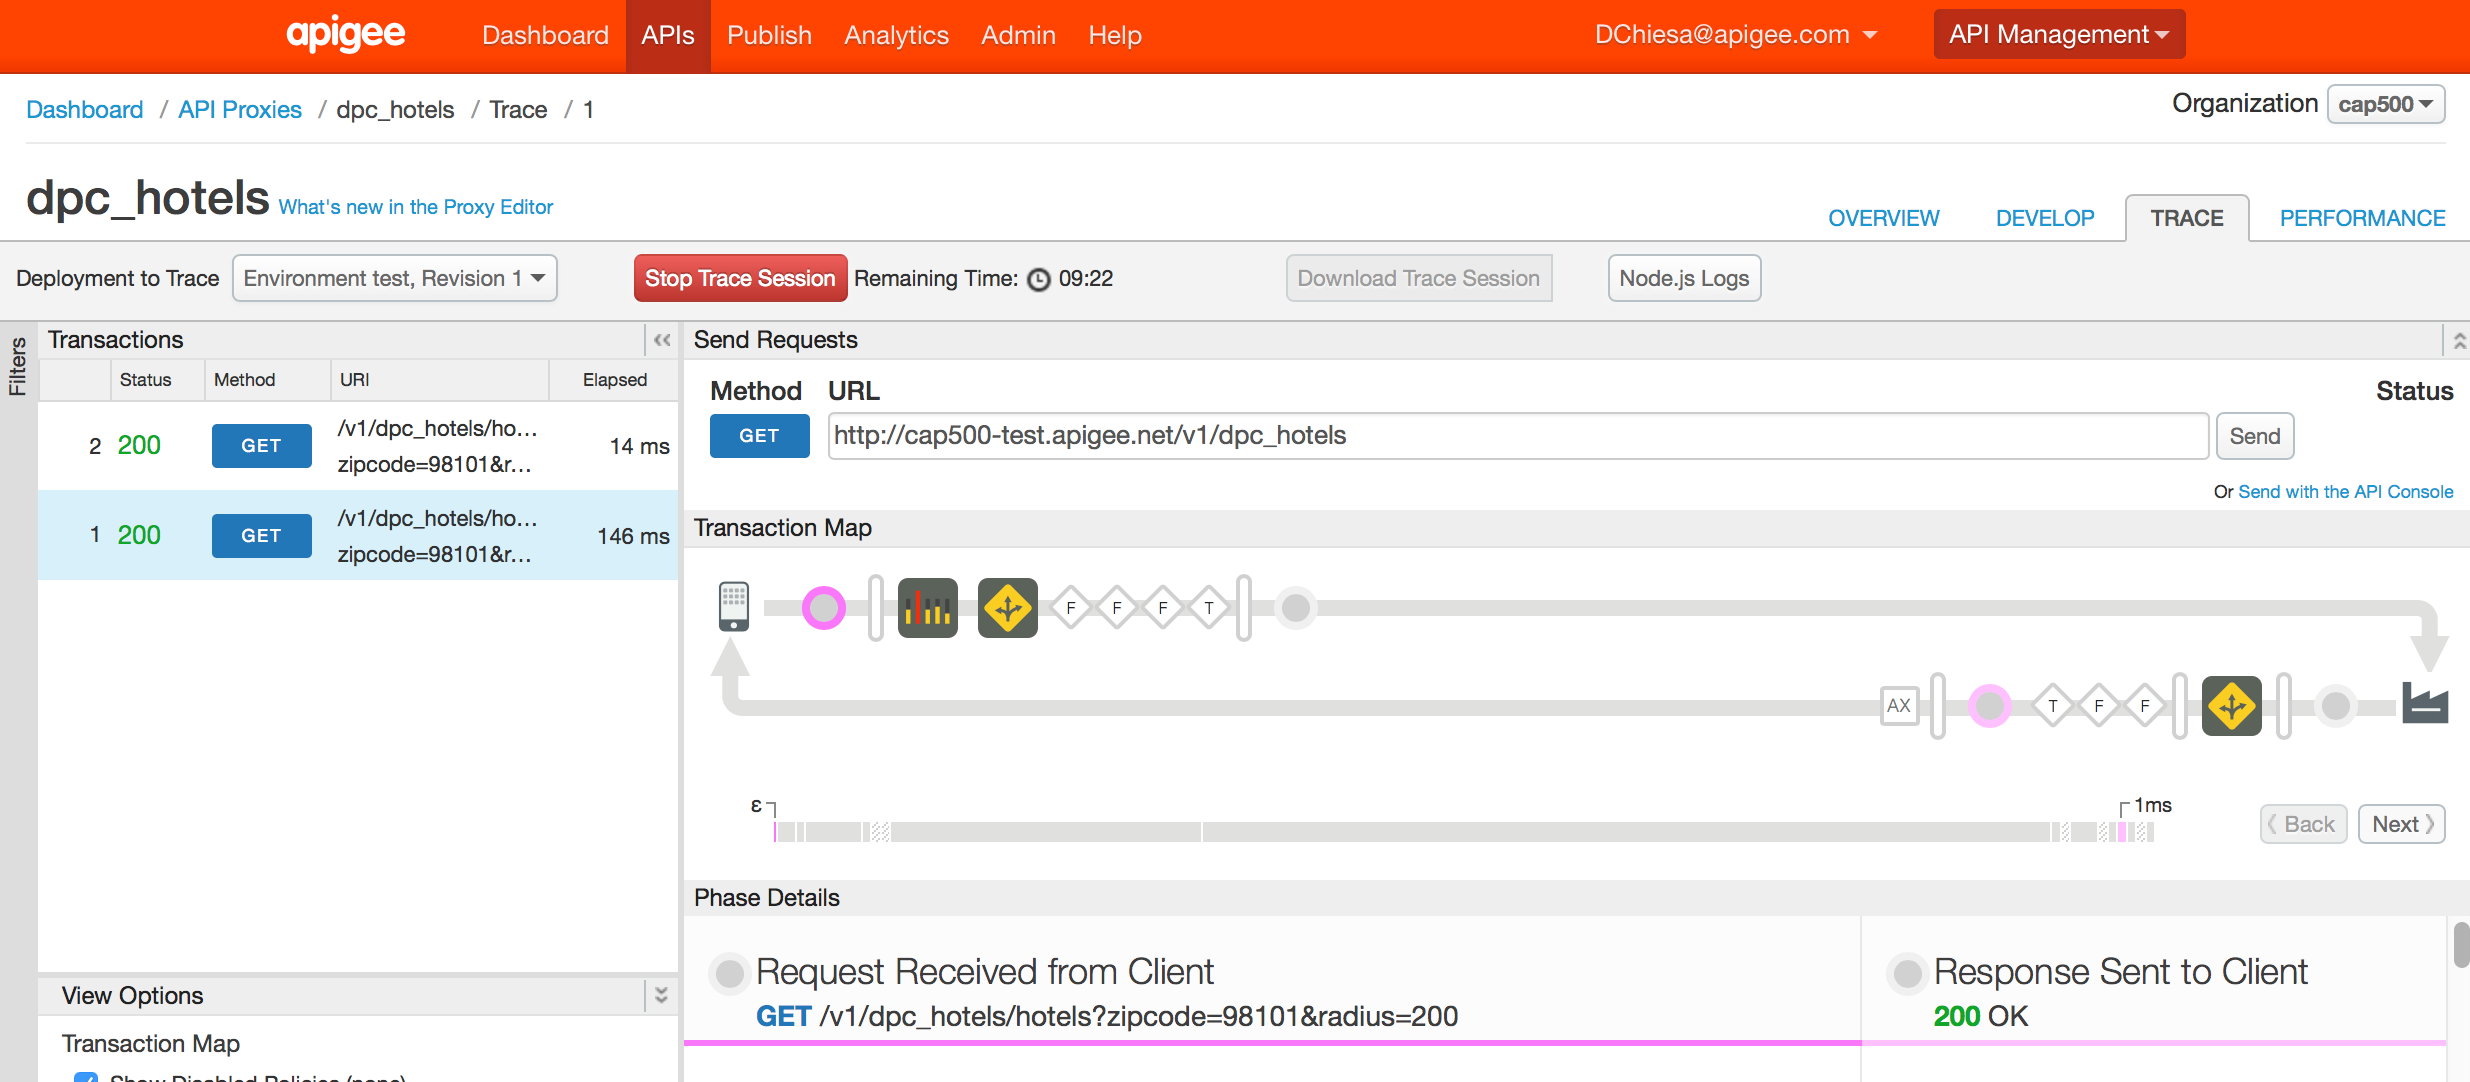 apigee Dashboard APIs Publish Analytics Admin Help DChiesa@apigee.com API Management
Dashboard / API Proxies / dpc_hotels / Trace / 1 Organization cap500
dpc_hotels What's new in the Proxy Editor OVERVIEW DEVELOP TRACE PERFORMANCE
Deployment to Trace Environment test, Revision 1 Stop Trace Session Remaining Time: 09:22 Download Trace Session Node.js Logs
Filters
Transactions «
Status Method URI Elapsed
2 200 GET /v1/dpc_hotels/ho... 14 ms
zipcode=98101&r...
1 200 GET /v1/dpc_hotels/ho... 146 ms
zipcode=98101&r...
View Options
Transaction Map
Show Disabled Policies (none)
Send Requests
Method URL Status
GET http://cap500-test.apigee.net/v1/dpc_hotels Send
Or Send with the API Console
Transaction Map
F F F T
AX T F F
ε 1ms
Back Next
Phase Details
Request Received from Client
GET /v1/dpc_hotels/hotels?zipcode=98101&radius=200
Response Sent to Client
200 OK